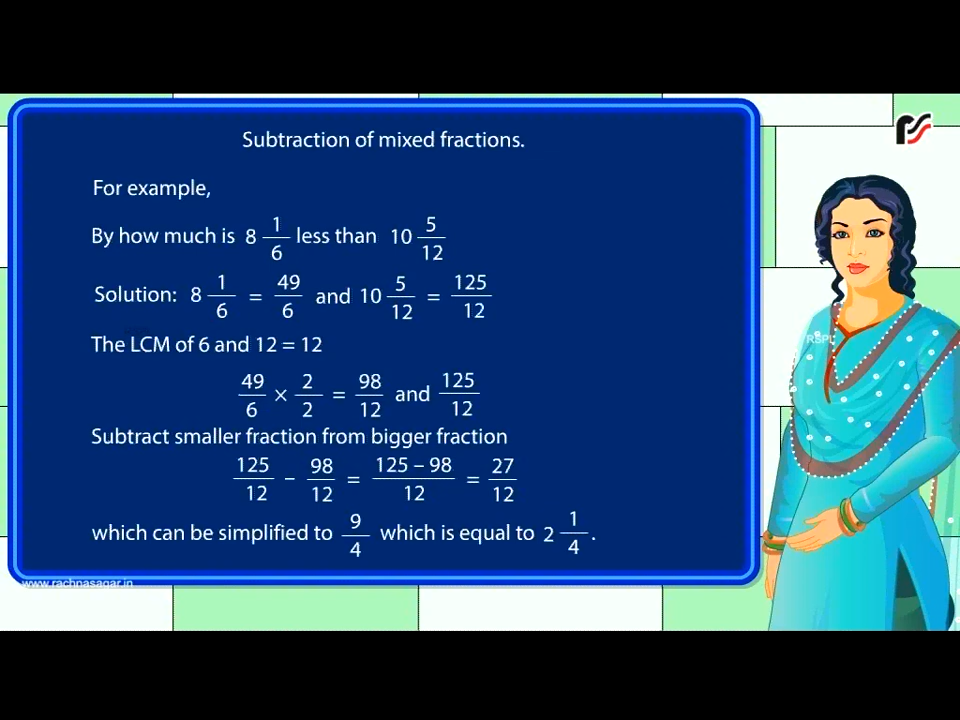 Subtraction of mixed fractions.
For example,
By how much is 8 1/6 less than 10 5/12
Solution: 8 1/6 = 49/6 and 10 5/12 = 125/12
The LCM of 6 and 12 = 12
49/6 × 2/2 = 98/12 and 125/12
Subtract smaller fraction from bigger fraction
125/12 – 98/12 = 125 – 98/12 = 27/12
which can be simplified to 9/4 which is equal to 2 1/4.
www.rachnasagar.in
RSPL